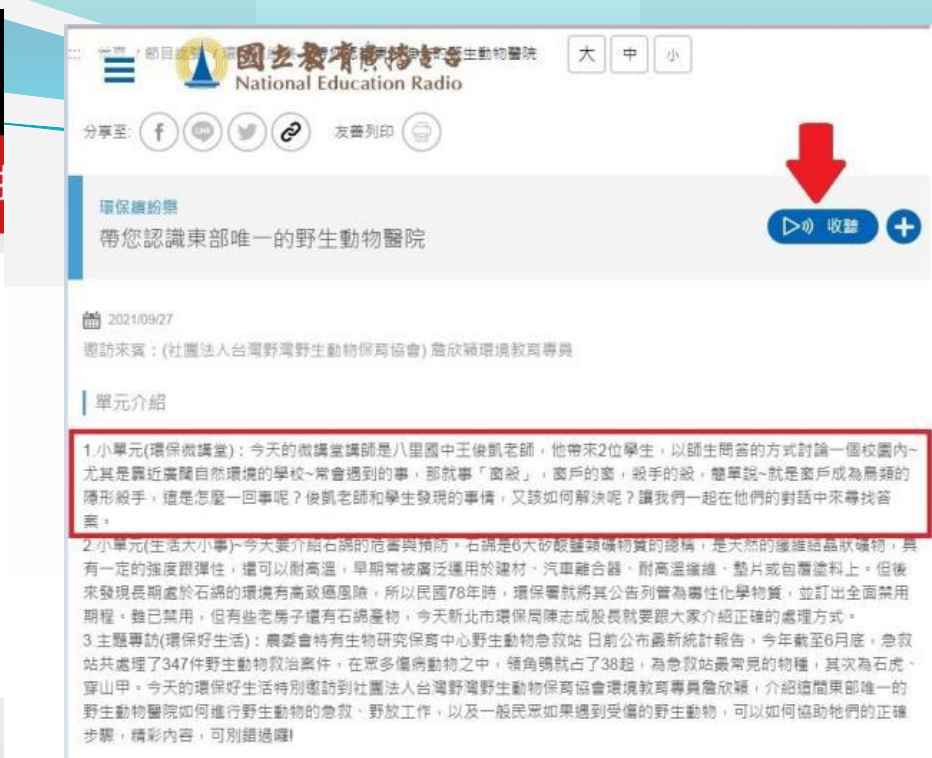 首頁 / 節目
生動物醫院
大 中 小
國立教育廣播電台
National Education Radio
分享至:
LINE
友善列印
環保繽紛樂
帶您認識東部唯一的野生動物醫院
收聽
2021/09/27
邀訪來賓:(社團法人台灣野灣野生動物保育協會) 詹欣穎環境教育專員
單元介紹
1.小單元(環保微講堂):今天的微講堂講師是八里國中王俊凱老師,他帶來2位學生,以師生問答的方式討論一個校園內~
尤其是靠近廣闊自然環境的學校~常會遇到的事,那就事「窗殺」,窗戶的窗,殺手的殺,簡單說~就是窗戶成為鳥類的
隱形殺手,這是怎麼一回事呢?俊凱老師和學生發現的事情,又該如何解決呢?讓我們一起在他們的對話中來尋找答
案。
2.小單元(生活大小事)~今天要介紹石綿的危害與預防。石綿是6大矽酸鹽類礦物質的總稱,是天然的纖維結晶狀礦物,具
有一定的強度跟彈性,還可以耐高溫,早期常被廣泛運用於建材、汽車離合器、耐高溫纖維、墊片或包覆塗料上。但後
來發現長期處於石綿的環境有高致癌風險,所以民國78年時,環保署就將其公告列管為毒性化學物質,並訂出全面禁用
期程。雖已禁用,但有些老房子還有石綿產物,今天新北市環保局陳志成股長就要跟大家介紹正確的處理方式。
3.主題專訪(環保好生活):農委會特有生物研究保育中心野生動物急救站 日前公布最新統計報告,今年截至6月底,急救
站共處理了347件野生動物救治案件,在眾多傷病動物之中,領角鴞就占了38起,為急救站最常見的物種,其次為石虎、
穿山甲。今天的環保好生活特別邀訪到社團法人台灣野灣野生動物保育協會環境教育專員詹欣穎,介紹這間東部唯一的
野生動物醫院如何進行野生動物的急救、野放工作,以及一般民眾如果遇到受傷的野生動物,可以如何協助牠們的正確
步驟,精彩內容,可別錯過囉!